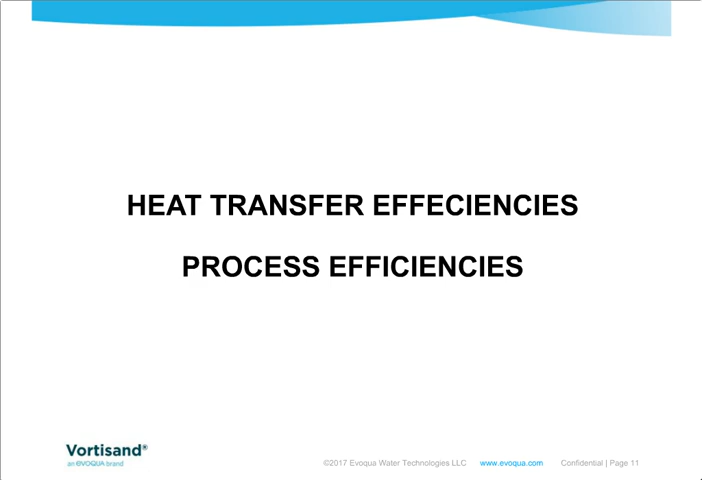 HEAT TRANSFER EFFECIENCIES
PROCESS EFFICIENCIES
Vortisand®
an EVOQUA brand
©2017 Evoqua Water Technologies LLC www.evoqua.com Confidential | Page 11